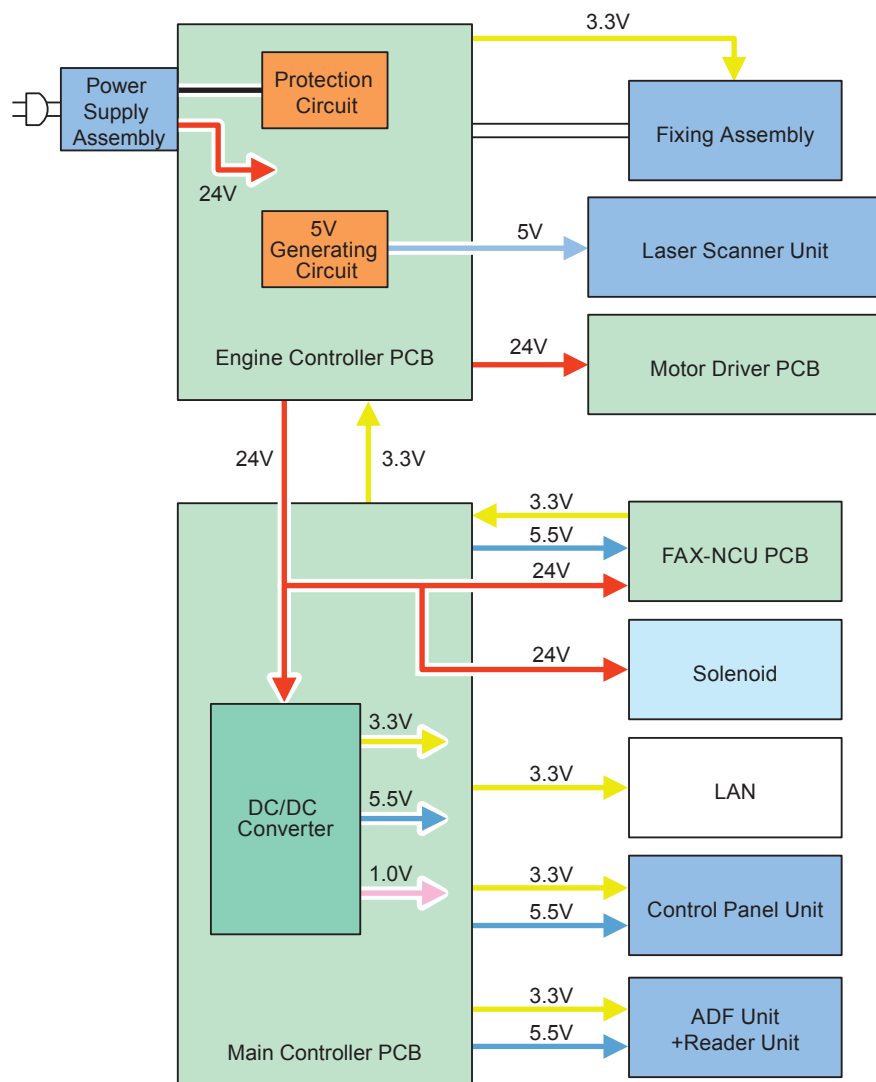 3.3V
Power
Supply
Assembly
Protection
Circuit
Fixing Assembly
24V
5V
Generating
Circuit
5V
Laser Scanner Unit
Engine Controller PCB
24V
Motor Driver PCB
24V
3.3V
3.3V
5.5V
24V
FAX-NCU PCB
24V
Solenoid
DC/DC
Converter
3.3V
5.5V
1.0V
3.3V
LAN
3.3V
5.5V
Control Panel Unit
3.3V
5.5V
ADF Unit
+Reader Unit
Main Controller PCB